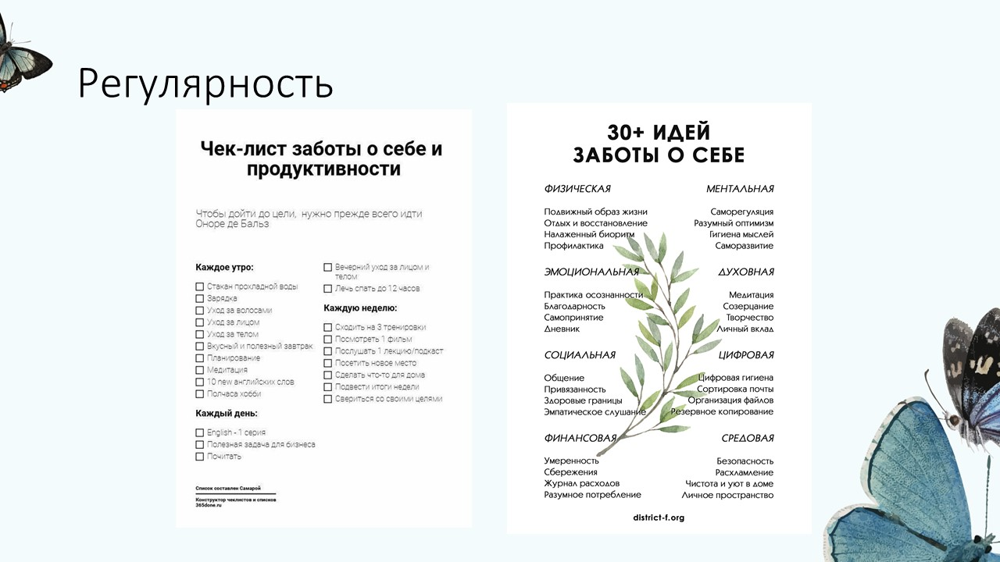 Регулярность
Чек-лист заботы о себе и
продуктивности
Чтобы дойти до цели, нужно прежде всего идти
Оноре де Бальз
Каждое утро:
Стакан прохладной воды
Зарядка
Уход за волосами
Уход за лицом
Уход за телом
Вкусный и полезный завтрак
Планирование
Медитация
10 new английских слов
Полчаса хобби
Каждый день:
English - 1 серия
Полезная задача для бизнеса
Почитать
Вечерний уход за лицом и
телом
Лечь спать до 12 часов
Каждую неделю:
Сходить на 3 тренировки
Посмотреть 1 фильм
Послушать 1 лекцию/подкаст
Посетить новое место
Сделать что-то для дома
Подвести итоги недели
Свериться со своими целями
Список составлен Самарой
Конструктор чеклистов и списков
365done.ru
30+ ИДЕЙ
ЗАБОТЫ О СЕБЕ
ФИЗИЧЕСКАЯ
Подвижный образ жизни
Отдых и восстановление
Налаженный биоритм
Профилактика
МЕНТАЛЬНАЯ
Саморегуляция
Разумный оптимизм
Гигиена мыслей
Саморазвитие
ЭМОЦИОНАЛЬНАЯ
Практика осознанности
Благодарность
Самопринятие
Дневник
ДУХОВНАЯ
Медитация
Созерцание
Творчество
Личный вклад
СОЦИАЛЬНАЯ
Общение
Привязанность
Здоровые границы
Эмпатическое слушание
ЦИФРОВАЯ
Цифровая гигиена
Сортировка почты
Организация файлов
Резервное копирование
ФИНАНСОВАЯ
Умеренность
Сбережения
Журнал расходов
Разумное потребление
СРЕДОВАЯ
Безопасность
Расхламление
Чистота и уют в доме
Личное пространство
district-f.org